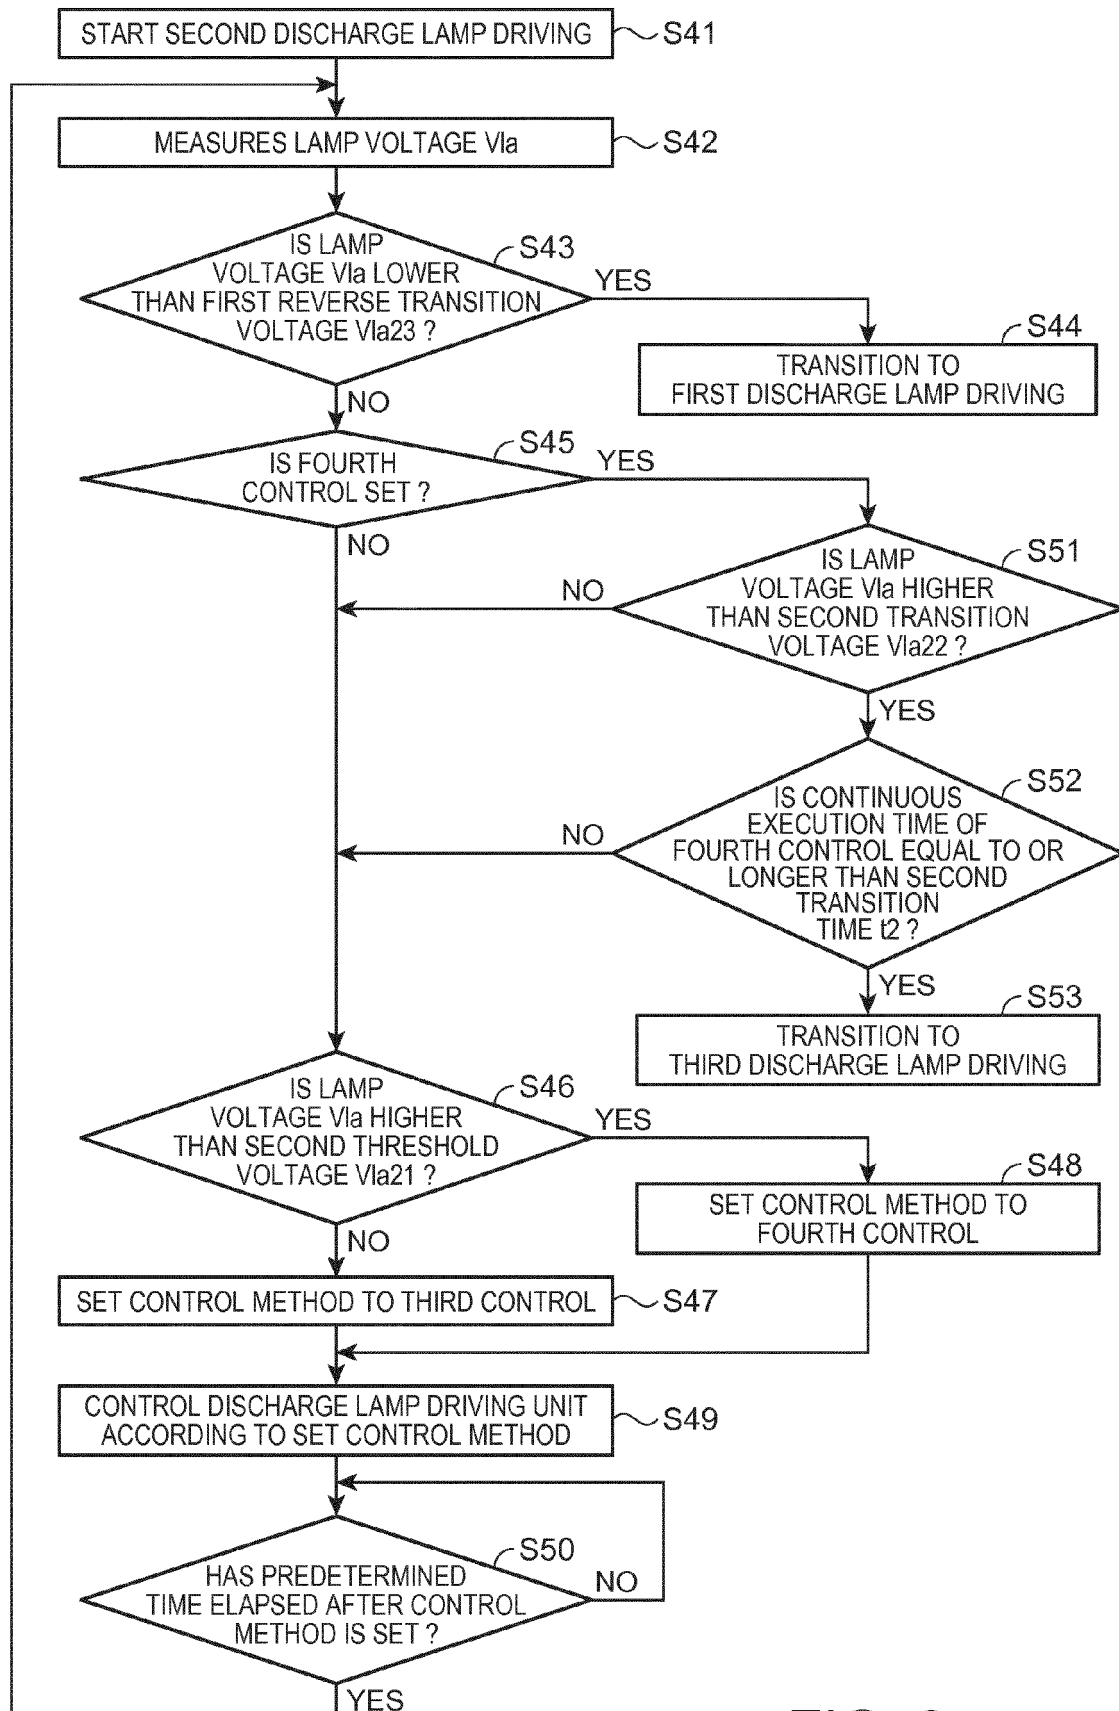 START SECOND DISCHARGE LAMP DRIVING
S41
MEASURES LAMP VOLTAGE Vla
S42
IS LAMP
VOLTAGE Vla LOWER
THAN FIRST REVERSE TRANSITION
VOLTAGE Vla23 ?
S43
YES
NO
S44
TRANSITION TO
FIRST DISCHARGE LAMP DRIVING
IS FOURTH
CONTROL SET ?
S45
YES
NO
IS LAMP
VOLTAGE Vla HIGHER
THAN SECOND TRANSITION
VOLTAGE Vla22 ?
S51
NO
YES
IS CONTINUOUS
EXECUTION TIME OF
FOURTH CONTROL EQUAL TO OR
LONGER THAN SECOND
TRANSITION
TIME t2 ?
S52
NO
YES
S53
TRANSITION TO
THIRD DISCHARGE LAMP DRIVING
IS LAMP
VOLTAGE Vla HIGHER
THAN SECOND THRESHOLD
VOLTAGE Vla21 ?
S46
YES
NO
S48
SET CONTROL METHOD TO
FOURTH CONTROL
SET CONTROL METHOD TO THIRD CONTROL
S47
CONTROL DISCHARGE LAMP DRIVING UNIT
ACCORDING TO SET CONTROL METHOD
S49
HAS PREDETERMINED
TIME ELAPSED AFTER CONTROL
METHOD IS SET ?
S50
NO
YES